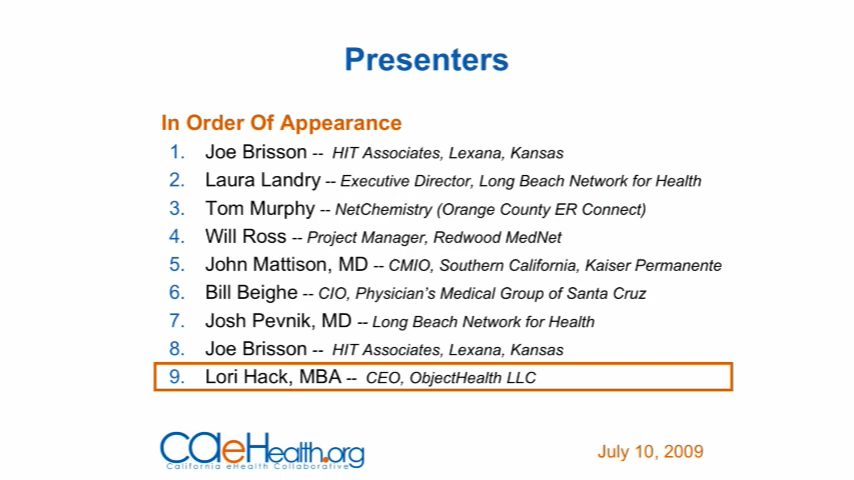 Presenters
In Order Of Appearance
1. Joe Brisson -- HIT Associates, Lexana, Kansas
2. Laura Landry -- Executive Director, Long Beach Network for Health
3. Tom Murphy -- NetChemistry (Orange County ER Connect)
4. Will Ross -- Project Manager, Redwood MedNet
5. John Mattison, MD -- CMIO, Southern California, Kaiser Permanente
6. Bill Beighe -- CIO, Physician's Medical Group of Santa Cruz
7. Josh Pevnik, MD -- Long Beach Network for Health
8. Joe Brisson -- HIT Associates, Lexana, Kansas
9. Lori Hack, MBA -- CEO, ObjectHealth LLC
CAeHealth.org
California eHealth Collaborative
July 10, 2009